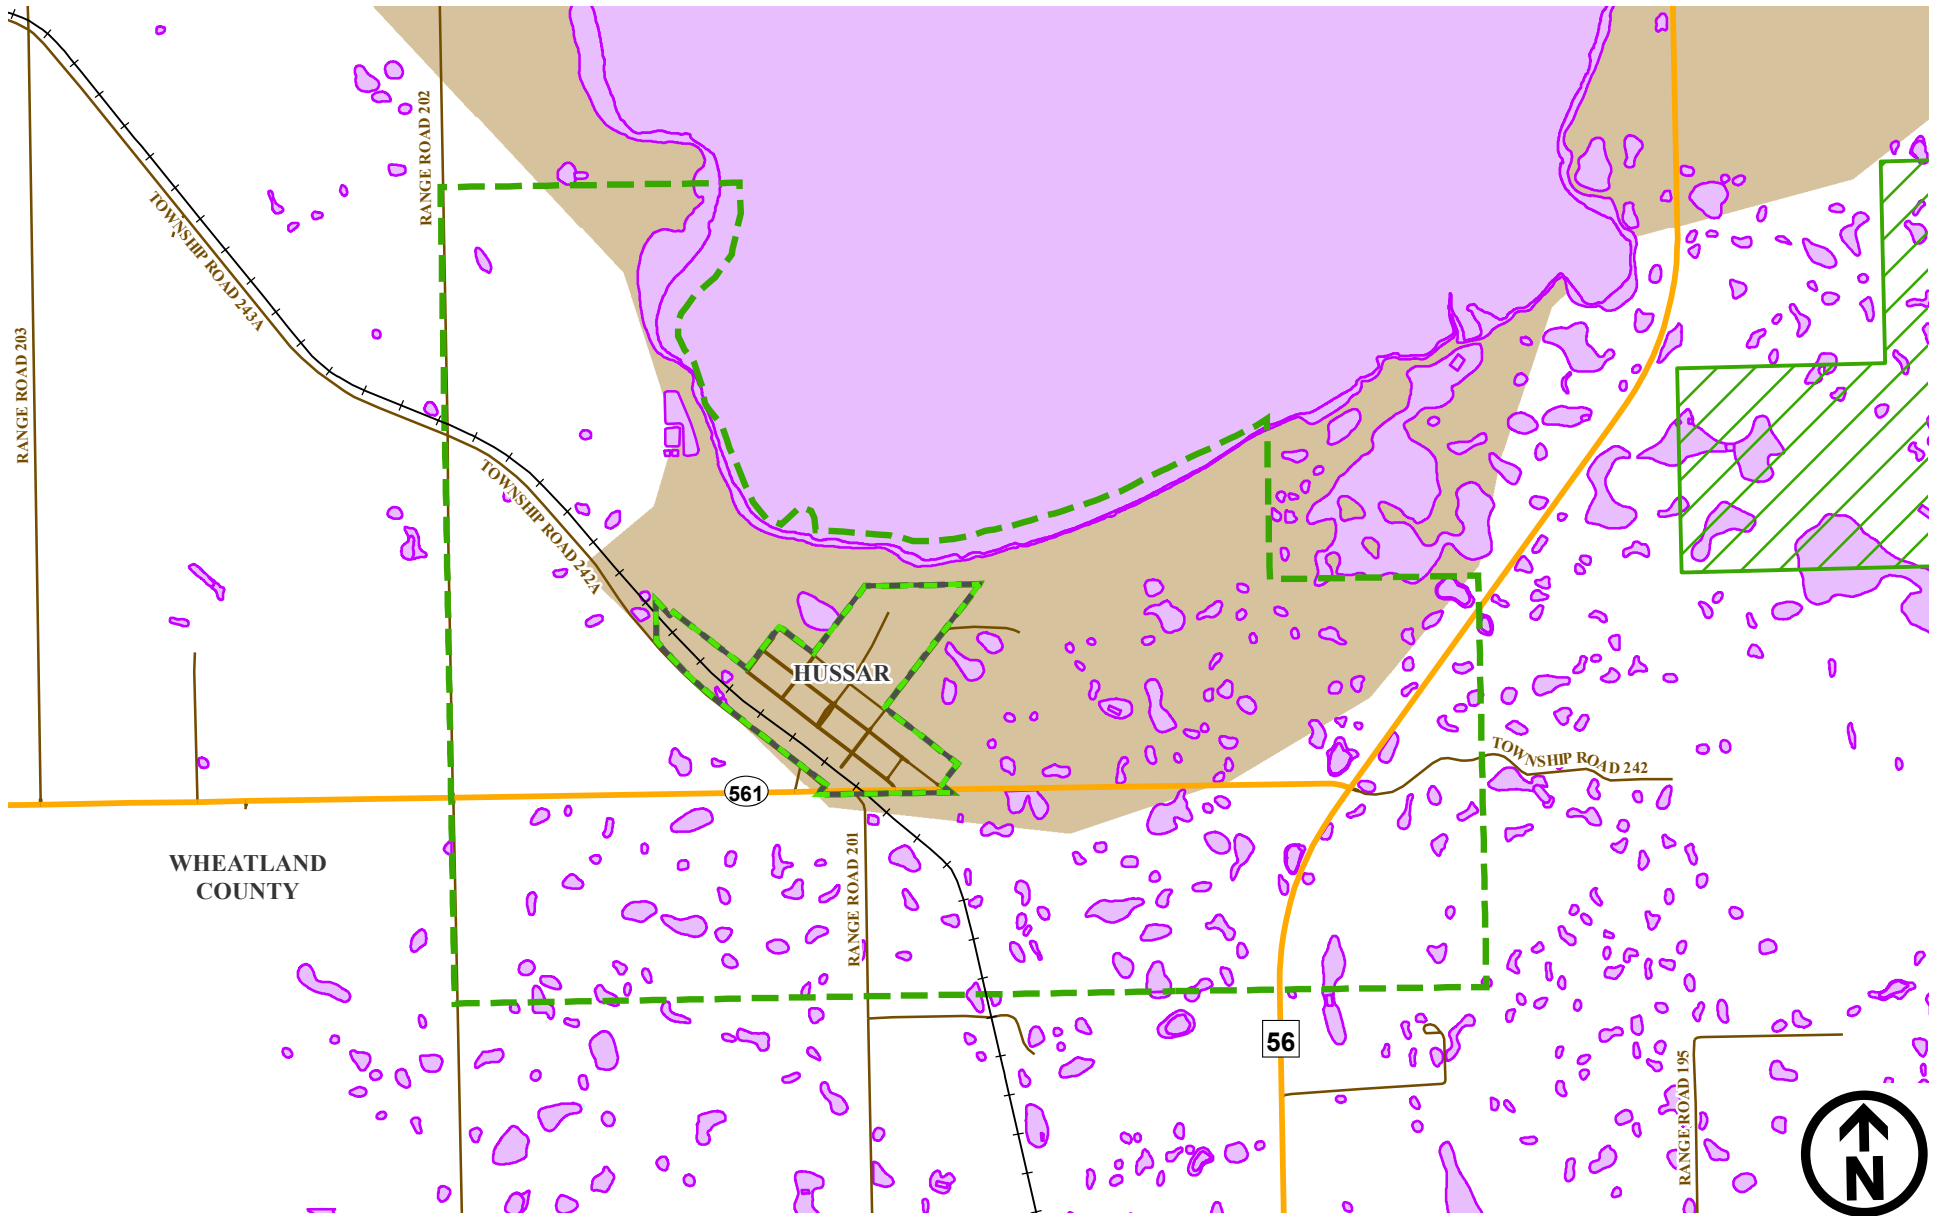 RANGE ROAD 202
TOWNSHIP ROAD 243A
RANGE ROAD 203
TOWNSHIP ROAD 242A
HUSSAR
TOWNSHIP ROAD 242
561
WHEATLAND
COUNTY
RANGE ROAD 201
56
RANGE ROAD 195
N